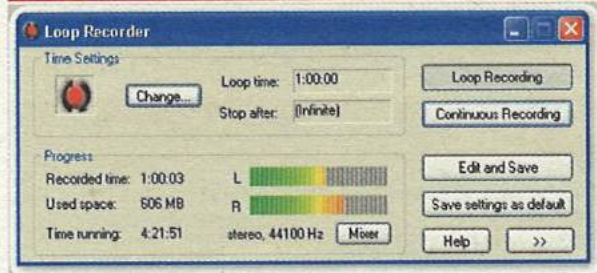 Loop Recorder
Time Settings
Change...
Loop time: 1:00:00
Stop after: (Infinite)
Loop Recording
Continuous Recording
Progress
Recorded time: 1:00:03
Used space: 606 MB
Time running: 4:21:51
L
R
stereo, 44100 Hz
Mixer
Edit and Save
Save settings as default
Help
>>